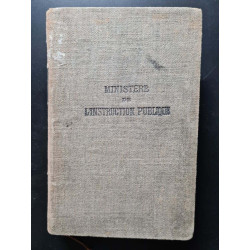 MINISTÈRE
DE
L'INSTRUCTION PUBLIQUE